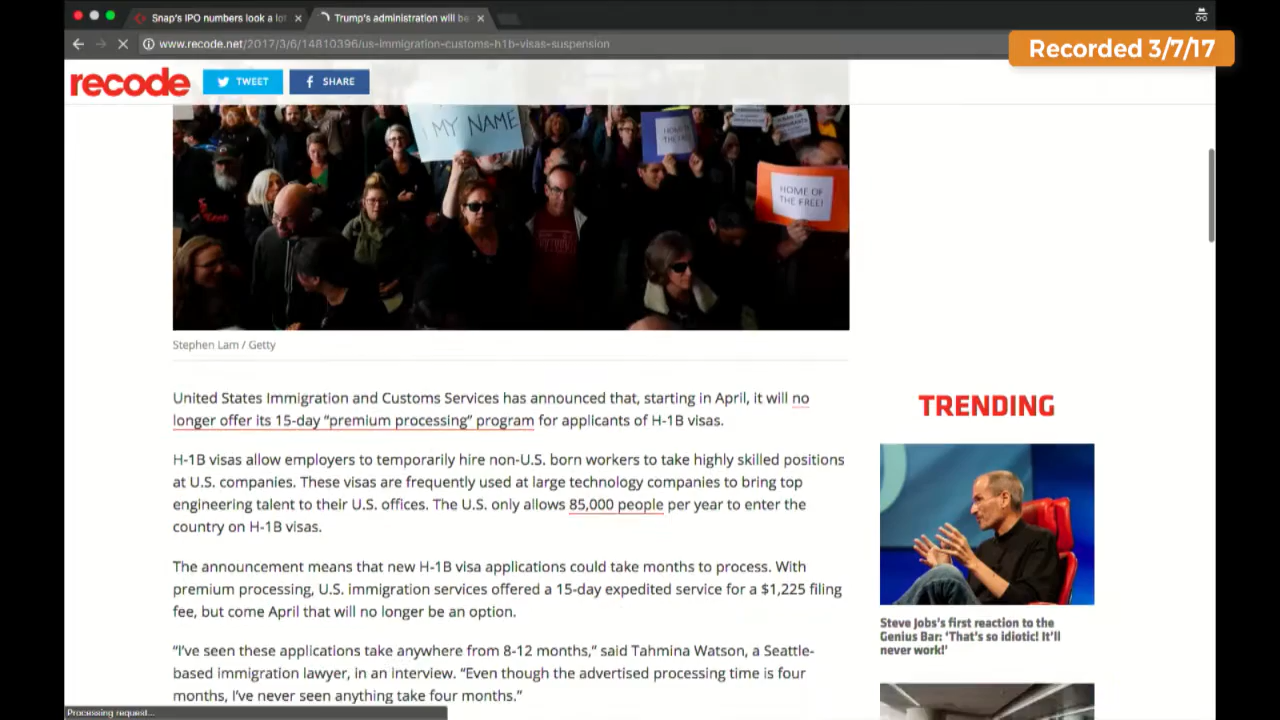 Snap's IPO numbers look a lo
Trump's administration will be
www.recode.net/2017/3/6/14810396/us-immigration-customs-h1b-visas-suspension
Recorded 3/7/17
recode
TWEET
SHARE
MY NAME
HOME OF
THE FREE!
Stephen Lam / Getty
United States Immigration and Customs Services has announced that, starting in April, it will no
longer offer its 15-day “premium processing” program for applicants of H-1B visas.
H-1B visas allow employers to temporarily hire non-U.S. born workers to take highly skilled positions
at U.S. companies. These visas are frequently used at large technology companies to bring top
engineering talent to their U.S. offices. The U.S. only allows 85,000 people per year to enter the
country on H-1B visas.
The announcement means that new H-1B visa applications could take months to process. With
premium processing, U.S. immigration services offered a 15-day expedited service for a $1,225 filing
fee, but come April that will no longer be an option.
“I’ve seen these applications take anywhere from 8-12 months,” said Tahmina Watson, a Seattle-
based immigration lawyer, in an interview. “Even though the advertised processing time is four
months, I’ve never seen anything take four months.”
TRENDING
Steve Jobs’s first reaction to the
Genius Bar: ‘That’s so idiotic! It’ll
never work!’
Processing request...